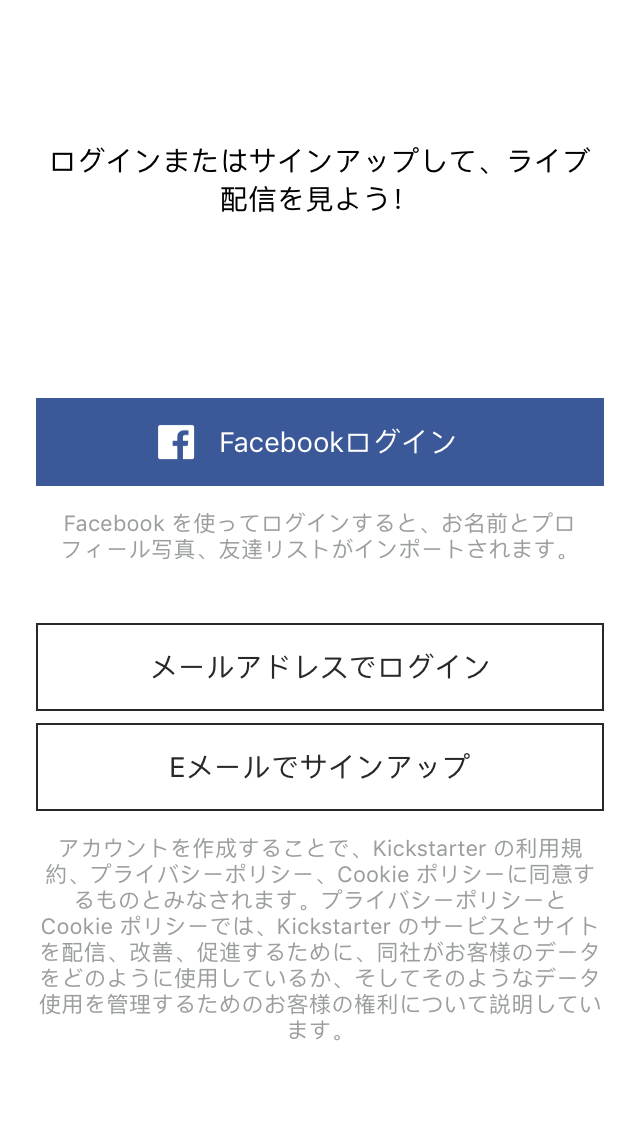 ログインまたはサインアップして、ライブ
配信を見よう!
Facebookログイン
Facebook を使ってログインすると、お名前とプロ
フィール写真、友達リストがインポートされます。
メールアドレスでログイン
Eメールでサインアップ
アカウントを作成することで、Kickstarter の利用規
約、プライバシーポリシー、Cookie ポリシーに同意す
るものとみなされます。プライバシーポリシーと
Cookie ポリシーでは、Kickstarter のサービスとサイト
を配信、改善、促進するために、同社がお客様のデータ
をどのように使用しているか、そしてそのようなデータ
使用を管理するためのお客様の権利について説明してい
ます。